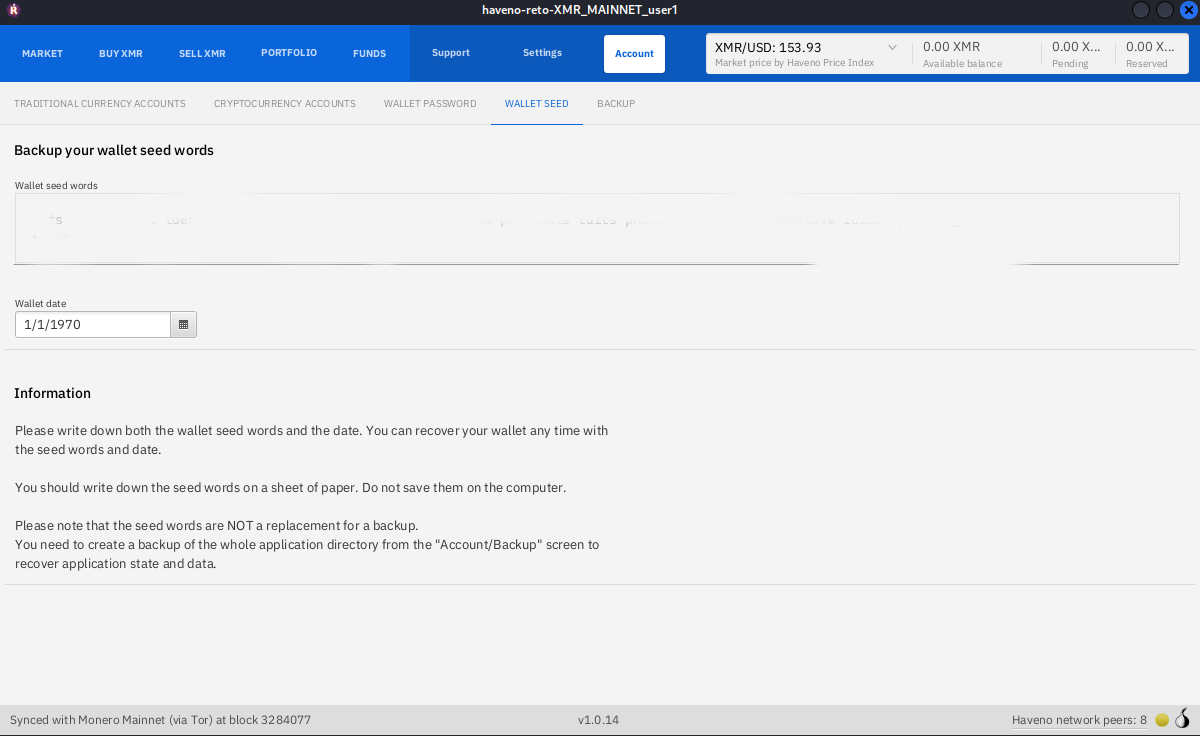 haveno-reto-XMR_MAINNET_user1
MARKET BUY XMR SELL XMR PORTFOLIO FUNDS Support Settings Account
XMR/USD: 153.93 0.00 XMR 0.00 X... 0.00 X...
Market price by Haveno Price Index Available balance Pending Reserved
TRADITIONAL CURRENCY ACCOUNTS CRYPTOCURRENCY ACCOUNTS WALLET PASSWORD WALLET SEED BACKUP
Backup your wallet seed words
Wallet seed words
Wallet date
1/1/1970
Information
Please write down both the wallet seed words and the date. You can recover your wallet any time with
the seed words and date.
You should write down the seed words on a sheet of paper. Do not save them on the computer.
Please note that the seed words are NOT a replacement for a backup.
You need to create a backup of the whole application directory from the "Account/Backup" screen to
recover application state and data.
Synced with Monero Mainnet (via Tor) at block 3284077 v1.0.14 Haveno network peers: 8